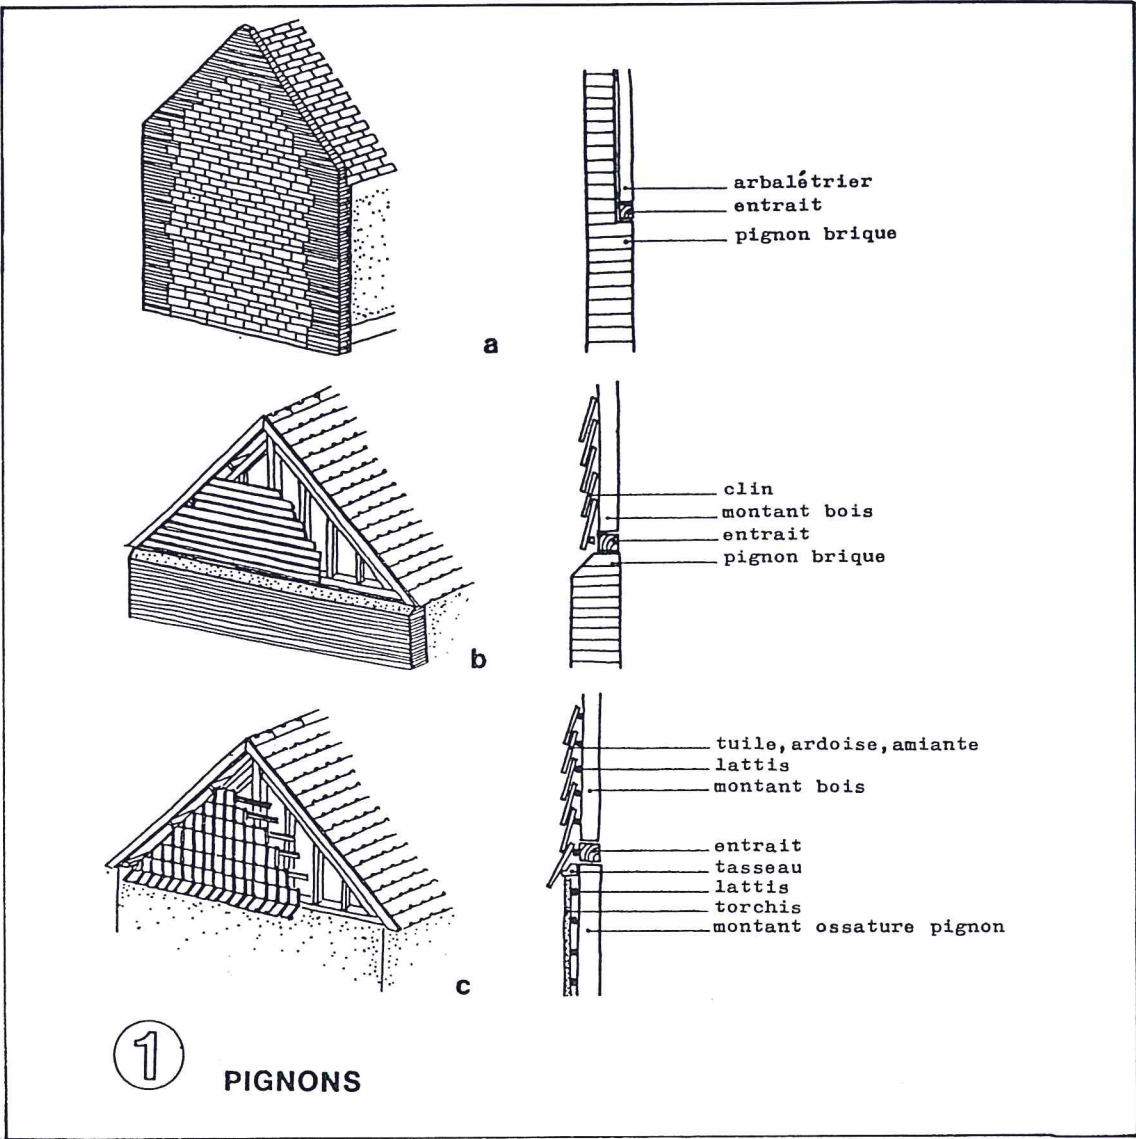 arbalétrier
entrait
pignon brique
a
clin
montant bois
entrait
pignon brique
b
tuile,ardoise,amiante
lattis
montant bois
entrait
tasseau
lattis
torchis
montant ossature pignon
c
1
PIGNONS